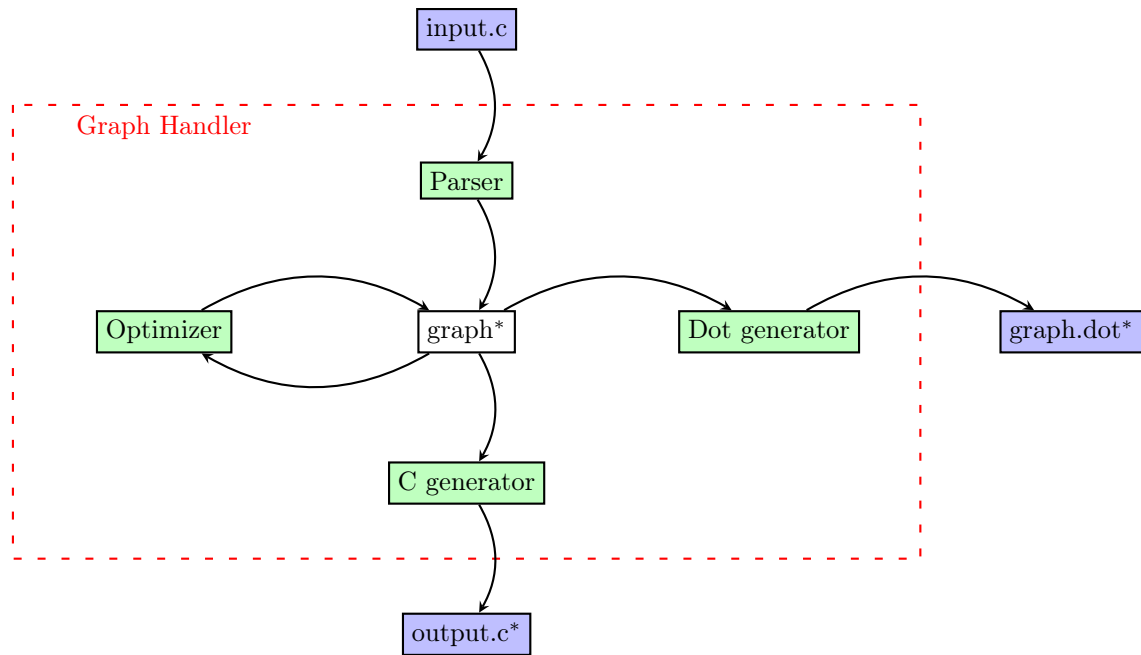 input.c
Graph Handler
Parser
Optimizer
graph*
Dot generator
graph.dot*
C generator
output.c*